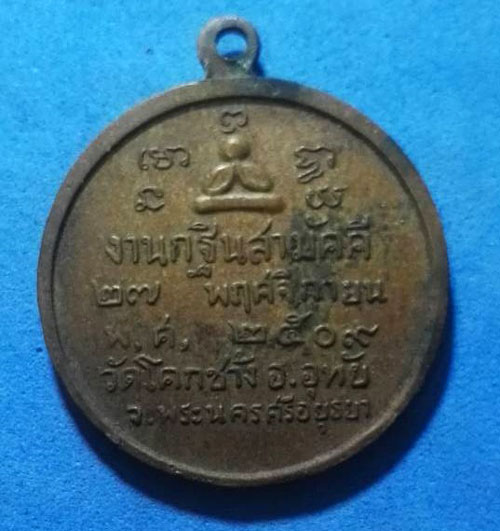 งานกฐินสามัคคี
๒๗ พฤศจิกายน
พ.ศ. ๒๕๐๙
วัดโคกช้าง อ.อุทัย
จ.พระนครศรีอยุธยา